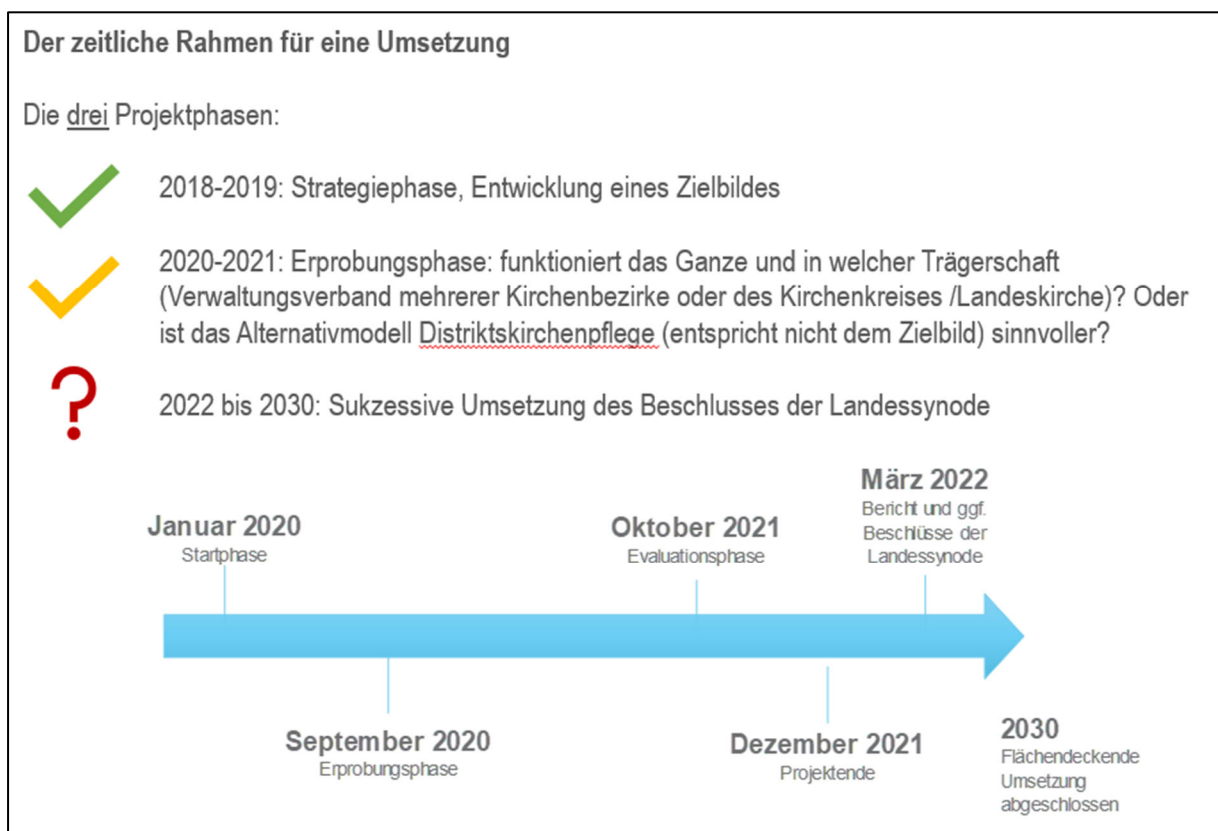 Der zeitliche Rahmen für eine Umsetzung
Die drei Projektphasen:
2018-2019: Strategiephase, Entwicklung eines Zielbildes
2020-2021: Erprobungsphase: funktioniert das Ganze und in welcher Trägerschaft
(Verwaltungsverband mehrerer Kirchenbezirke oder des Kirchenkreises /Landeskirche)? Oder
ist das Alternativmodell Distriktskirchenpflege (entspricht nicht dem Zielbild) sinnvoller?
?
2022 bis 2030: Sukzessive Umsetzung des Beschlusses der Landessynode
Januar 2020
Startphase
Oktober 2021
Evaluationsphase
März 2022
Bericht und ggf.
Beschlüsse der
Landessynode
September 2020
Erprobungsphase
Dezember 2021
Projektende
2030
Flächendeckende
Umsetzung
abgeschlossen